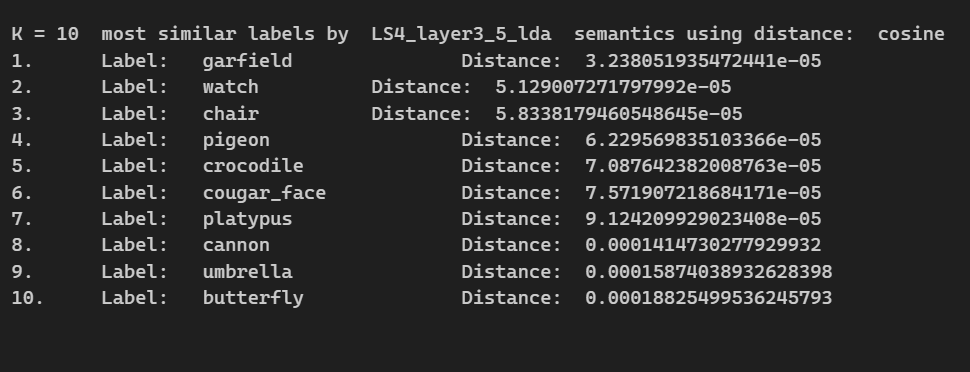 K = 10  most similar labels by  LS4_layer3_5_lda  semantics using distance:  cosine
1.      Label:   garfield               Distance:  3.238051935472441e-05
2.      Label:   watch          Distance:  5.129007271797992e-05
3.      Label:   chair          Distance:  5.8338179460548645e-05
4.      Label:   pigeon                 Distance:  6.229569835103366e-05
5.      Label:   crocodile              Distance:  7.087642382008763e-05
6.      Label:   cougar_face            Distance:  7.571907218684171e-05
7.      Label:   platypus               Distance:  9.124209929023408e-05
8.      Label:   cannon                 Distance:  0.0001414730277929932
9.      Label:   umbrella               Distance:  0.00015874038932628398
10.     Label:   butterfly              Distance:  0.00018825499536245793